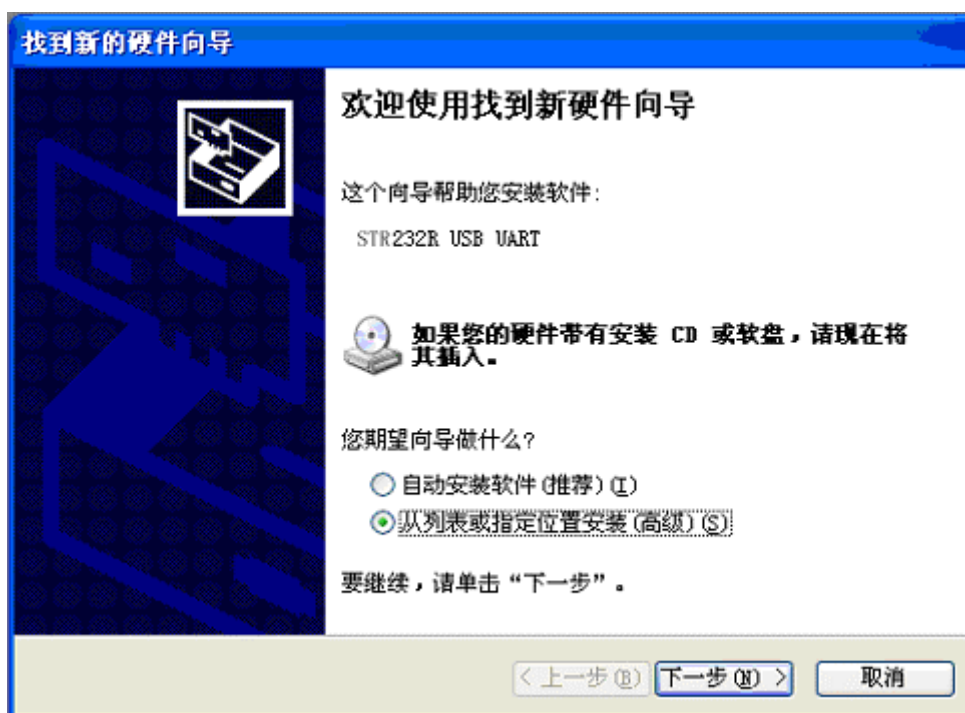 找到新的硬件向导
欢迎使用找到新硬件向导
这个向导帮助您安装软件:
STR232R USB UART
如果您的硬件带有安装 CD 或软盘，请现在将
其插入。
您期望向导做什么?
自动安装软件(推荐)(I)
从列表或指定位置安装(高级)(S)
要继续，请单击“下一步”。
< 上一步(B) 下一步(N) > 取消